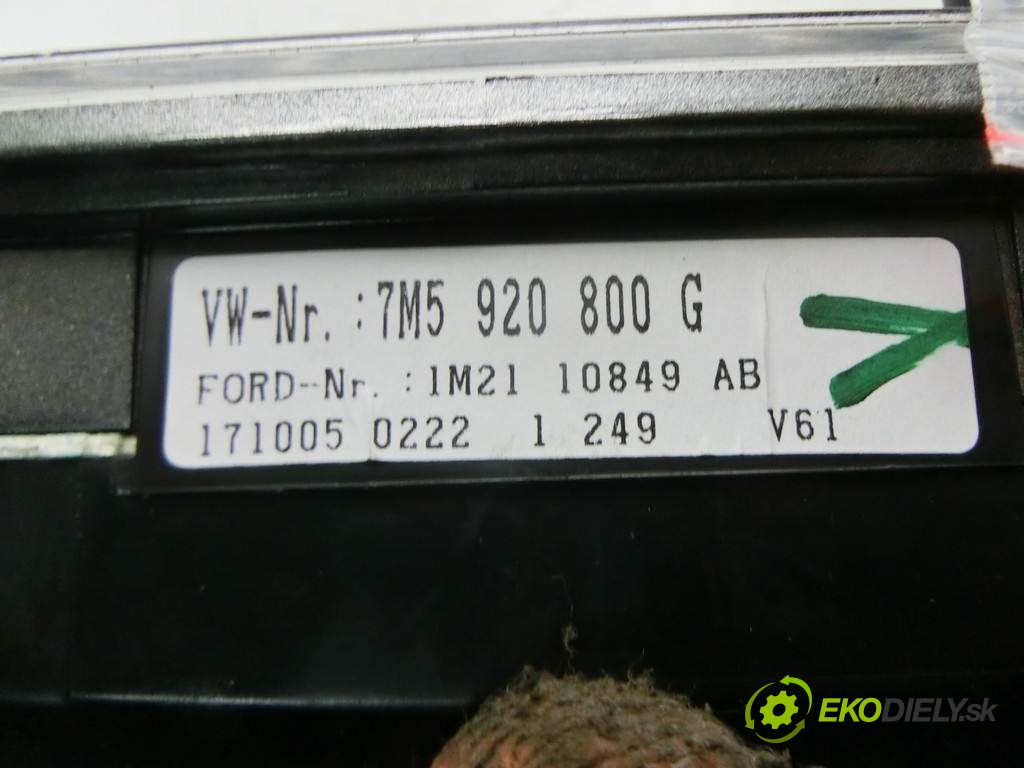 VW-Nr. :7M5 920 800 G
FORD-Nr. :1M21 10849 AB
171005 0222 1 249 V61
EKODIELY.sk